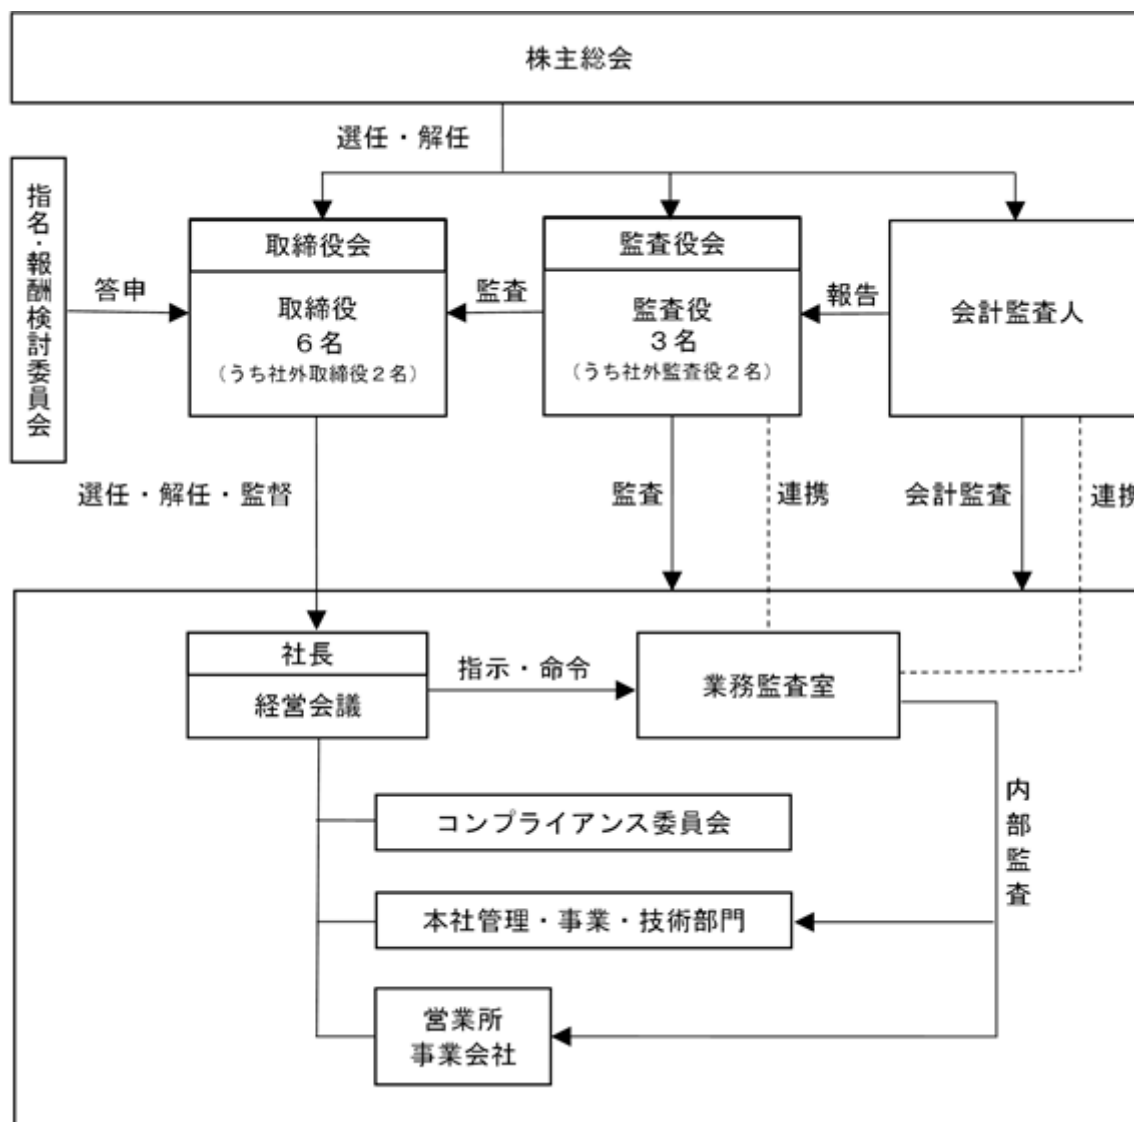 株主総会
選任・解任
指名・報酬検討委員会
答申
取締役会
取締役
６名
（うち社外取締役２名）
監査
監査役会
監査役
３名
（うち社外監査役２名）
報告
会計監査人
選任・解任・監督
監査
連携
会計監査
連携
社長
経営会議
指示・命令
業務監査室
内部監査
コンプライアンス委員会
本社管理・事業・技術部門
営業所
事業会社